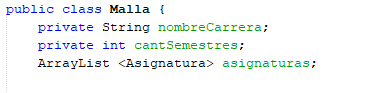 public class Malla {
private String nombreCarrera;
private int cantSemestres;
ArrayList <Asignatura> asignaturas;